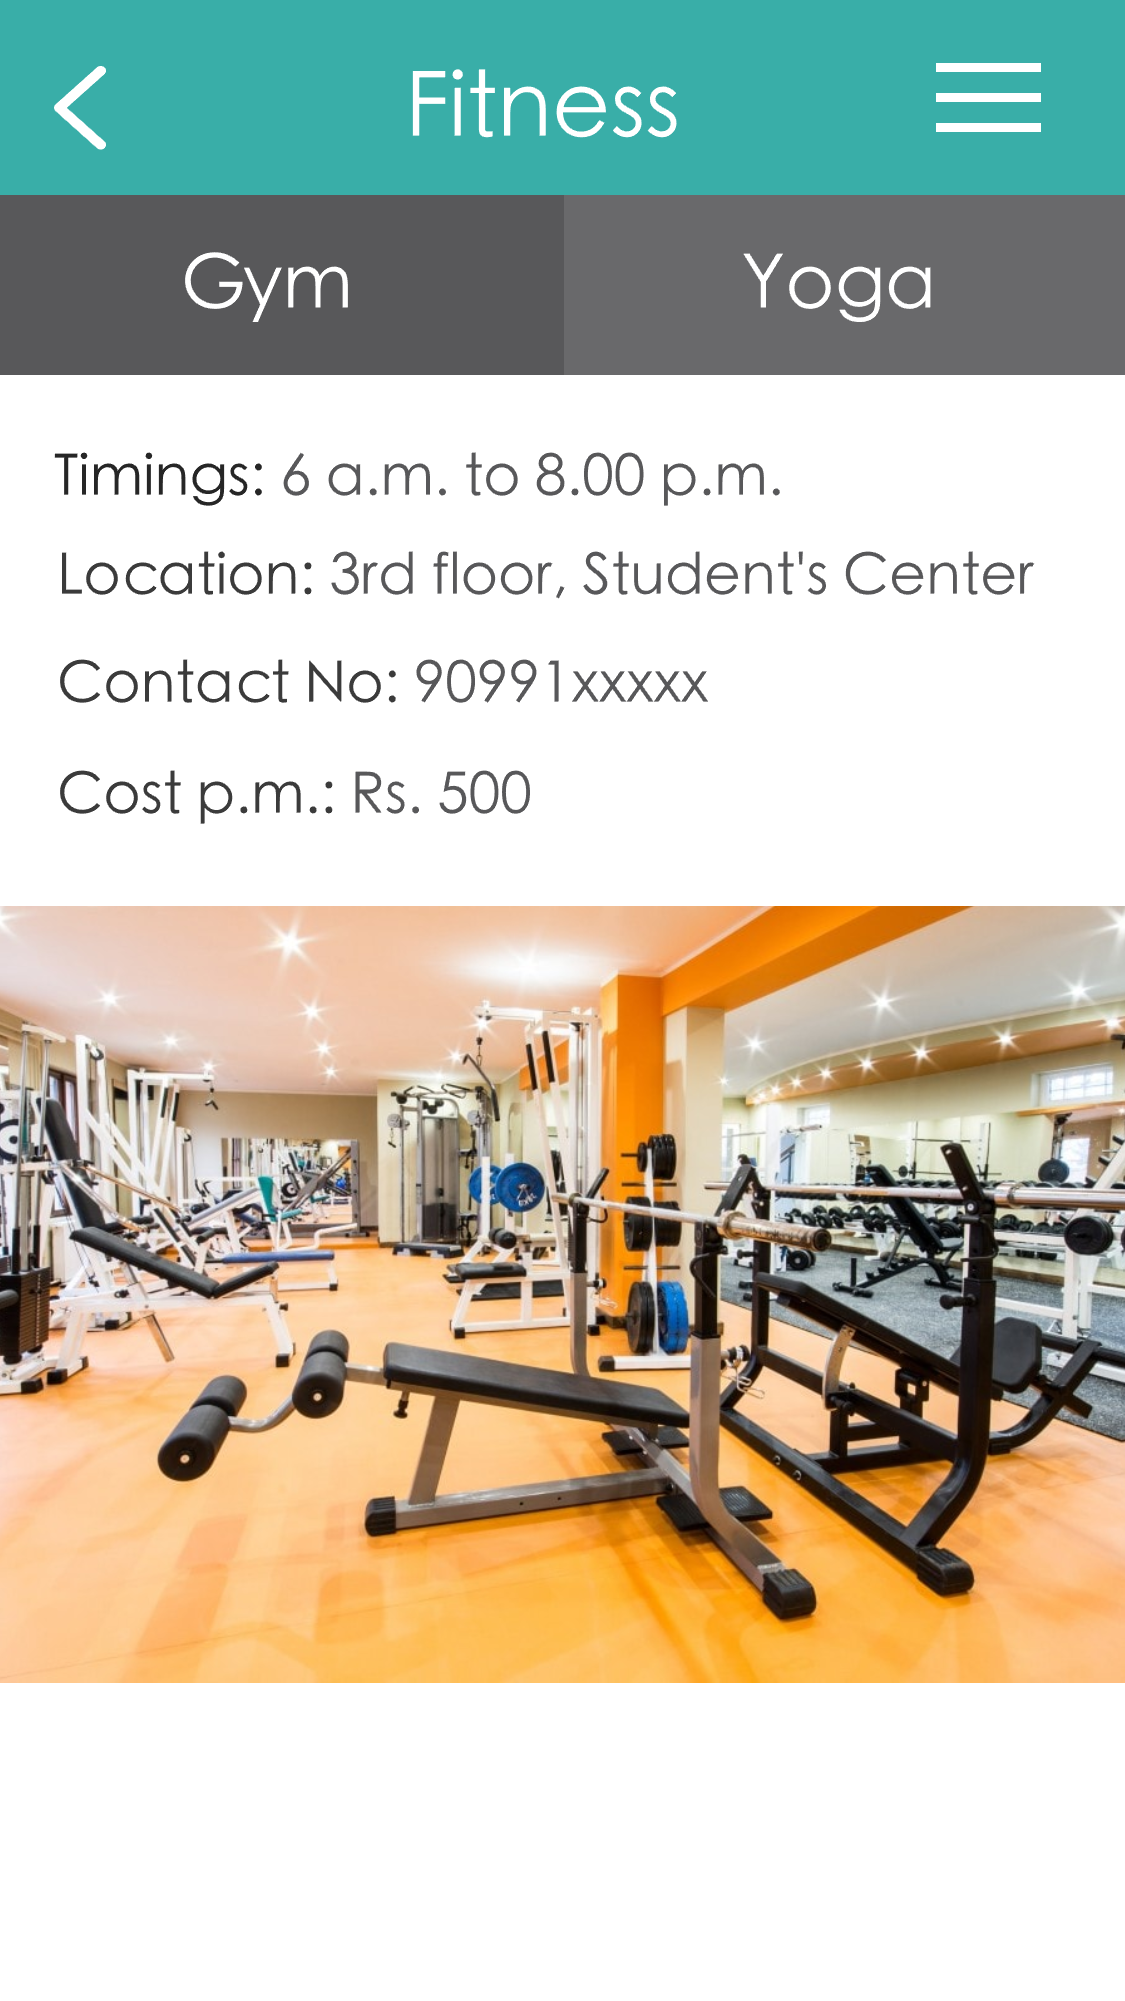 Fitness
Gym Yoga
Timings: 6 a.m. to 8.00 p.m.
Location: 3rd floor, Student's Center
Contact No: 90991xxxxx
Cost p.m.: Rs. 500